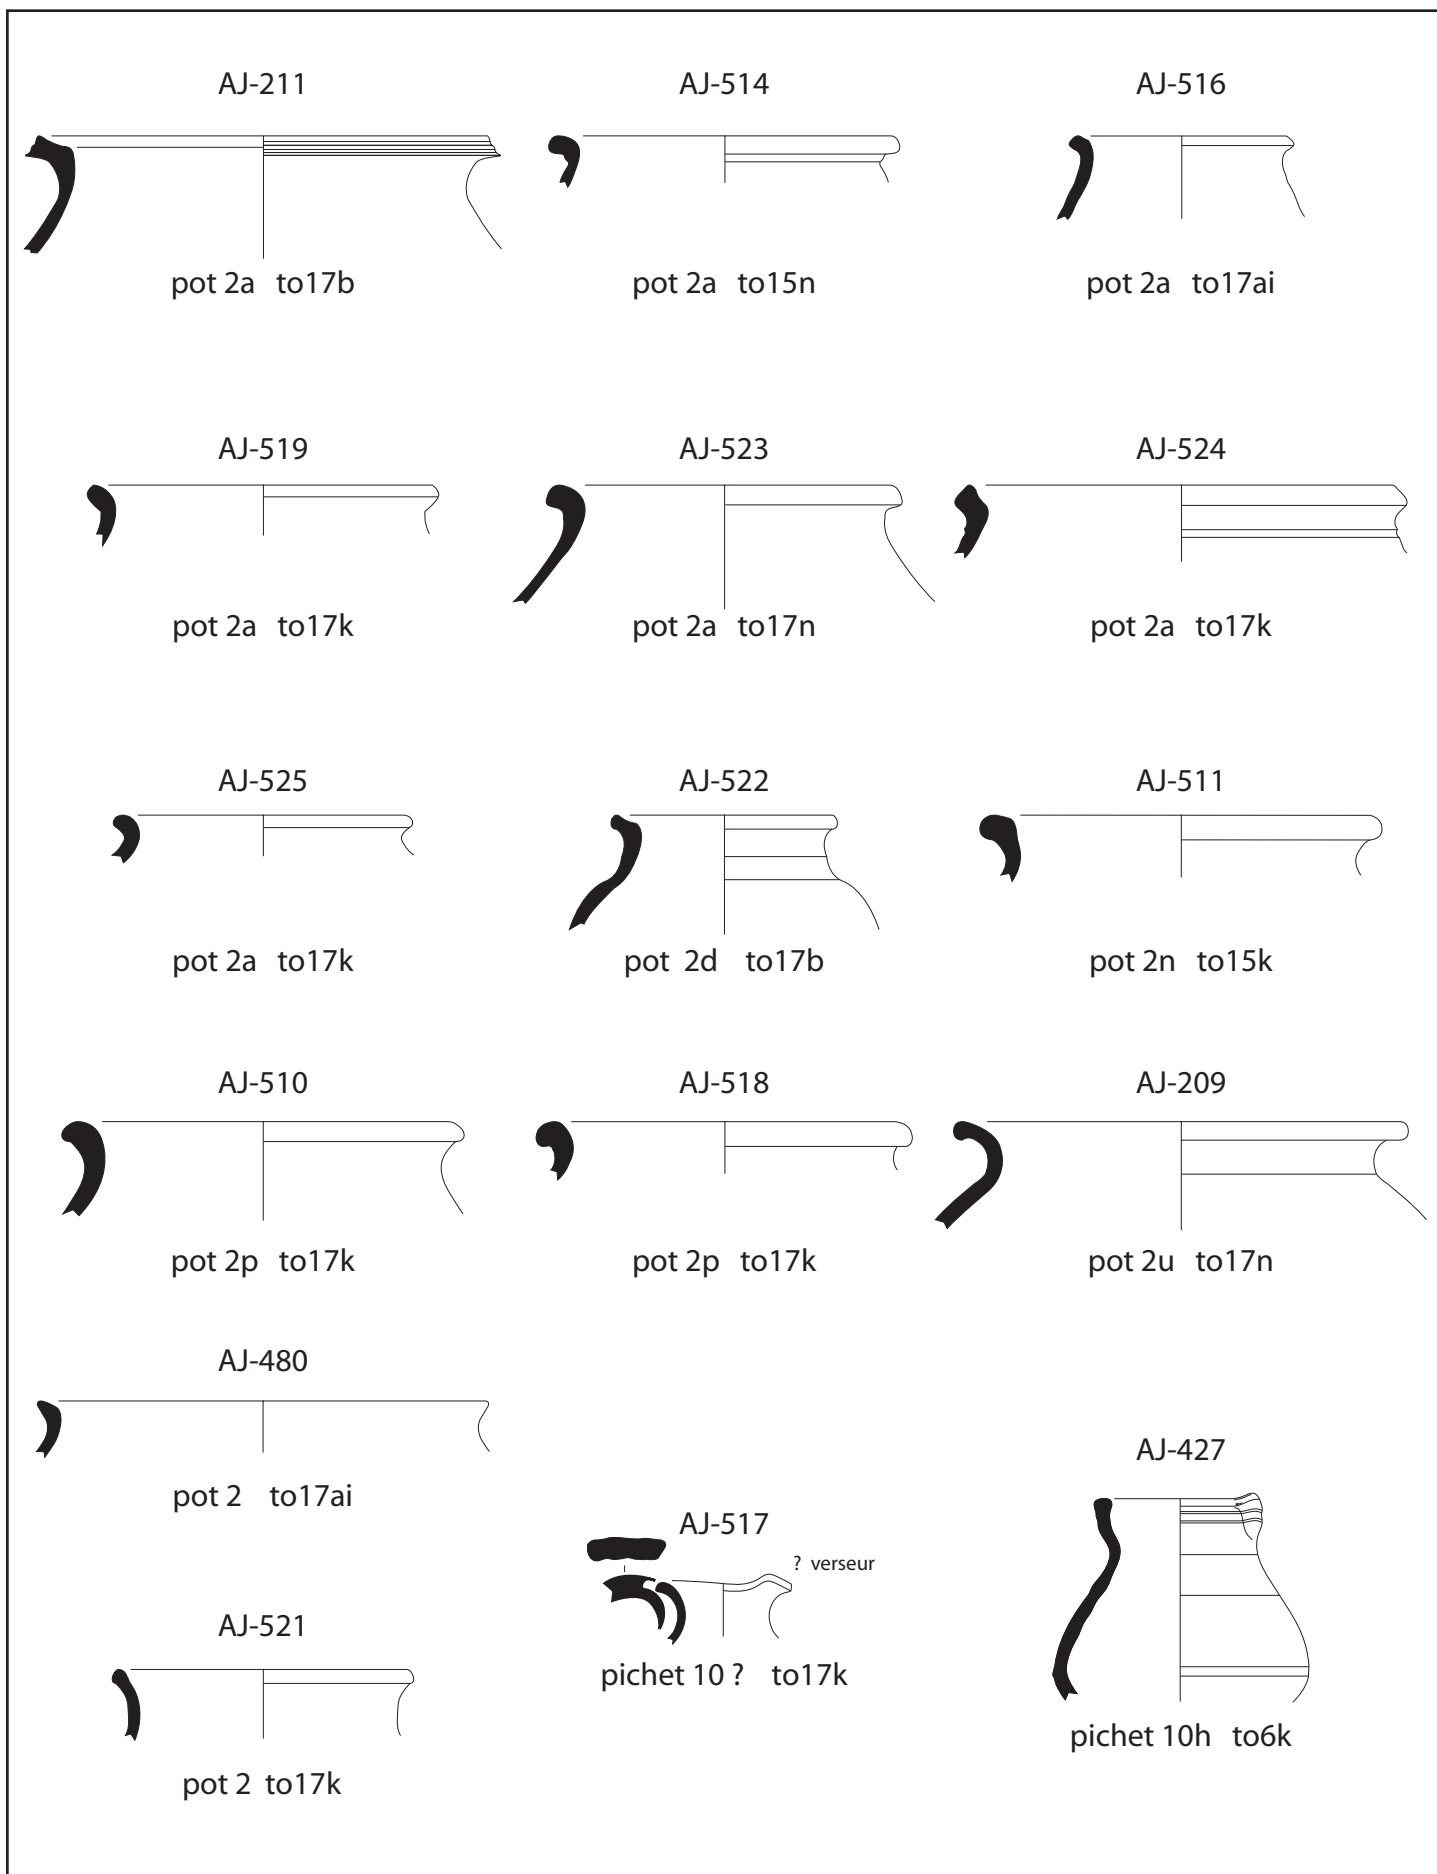 AJ-211
AJ-514
AJ-516
pot 2a to17b
pot 2a to15n
pot 2a to17ai
AJ-519
AJ-523
AJ-524
pot 2a to17k
pot 2a to17n
pot 2a to17k
AJ-525
AJ-522
AJ-511
pot 2a to17k
pot 2d to17b
pot 2n to15k
AJ-510
AJ-518
AJ-209
pot 2p to17k
pot 2p to17k
pot 2u to17n
AJ-480
pot 2 to17ai
AJ-427
AJ-517
? verseur
AJ-521
pichet 10 ? to17k
pichet 10h to6k
pot 2 to17k